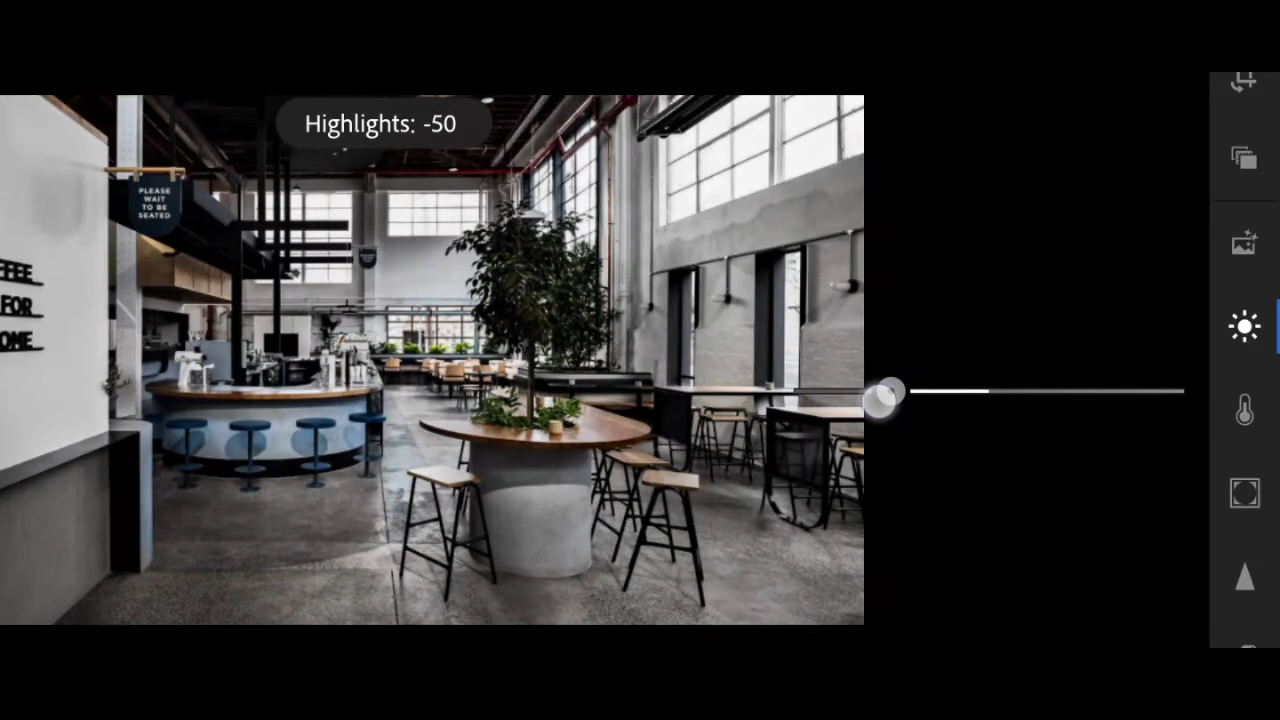 Highlights: -50
PLEASE
WAIT
TO BE
SEATED
FFEE
FOR
OME